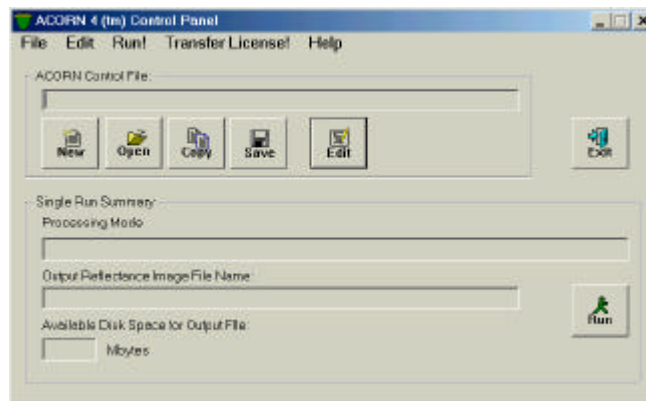 ACORN 4 (tm) Control Panel
File Edit Run! Transfer License! Help
ACORN Control File:
New Open Copy Save Edit Exit
Single Run Summary
Processing Mode
Output Reflectance Image File Name:
Run
Available Disk Space for Output File:
Mbytes